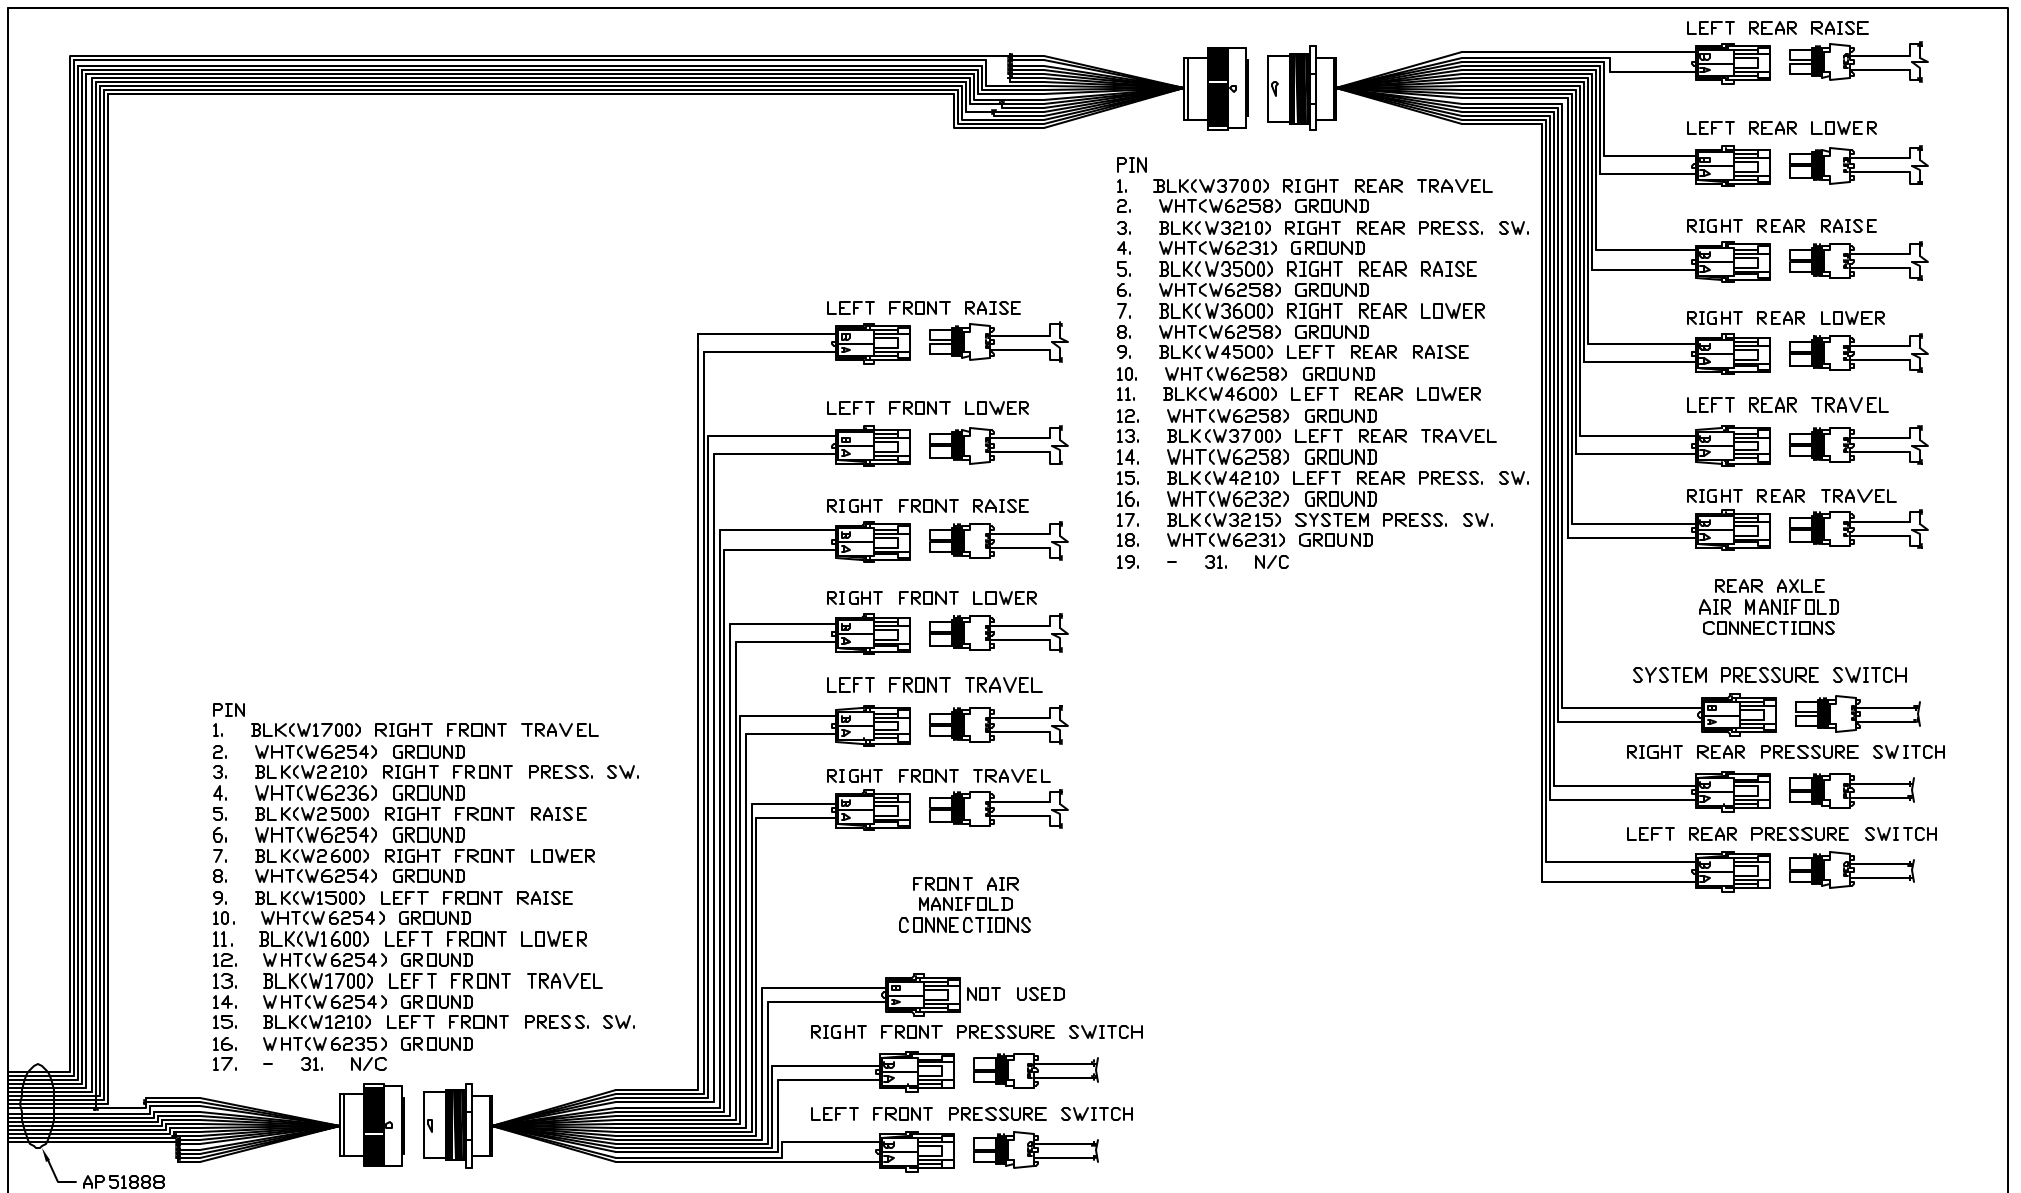 LEFT REAR RAISE
B
A
LEFT REAR LOWER
B
A
RIGHT REAR RAISE
B
A
RIGHT REAR LOWER
B
A
LEFT REAR TRAVEL
B
A
RIGHT REAR TRAVEL
B
A
REAR AXLE
AIR MANIFOLD
CONNECTIONS
SYSTEM PRESSURE SWITCH
B
A
RIGHT REAR PRESSURE SWITCH
B
A
LEFT REAR PRESSURE SWITCH
B
A
PIN
1. BLK(W3700) RIGHT REAR TRAVEL
2. WHT(W6258) GROUND
3. BLK(W3210) RIGHT REAR PRESS. SW.
4. WHT(W6231) GROUND
5. BLK(W3500) RIGHT REAR RAISE
6. WHT(W6258) GROUND
7. BLK(W3600) RIGHT REAR LOWER
8. WHT(W6258) GROUND
9. BLK(W4500) LEFT REAR RAISE
10. WHT(W6258) GROUND
11. BLK(W4600) LEFT REAR LOWER
12. WHT(W6258) GROUND
13. BLK(W3700) LEFT REAR TRAVEL
14. WHT(W6258) GROUND
15. BLK(W4210) LEFT REAR PRESS. SW.
16. WHT(W6232) GROUND
17. BLK(W3215) SYSTEM PRESS. SW.
18. WHT(W6231) GROUND
19. - 31. N/C
LEFT FRONT RAISE
B
A
LEFT FRONT LOWER
B
A
RIGHT FRONT RAISE
B
A
RIGHT FRONT LOWER
B
A
LEFT FRONT TRAVEL
B
A
RIGHT FRONT TRAVEL
B
A
FRONT AIR
MANIFOLD
CONNECTIONS
B
A
NOT USED
RIGHT FRONT PRESSURE SWITCH
B
A
LEFT FRONT PRESSURE SWITCH
B
A
PIN
1. BLK(W1700) RIGHT FRONT TRAVEL
2. WHT(W6254) GROUND
3. BLK(W2210) RIGHT FRONT PRESS. SW.
4. WHT(W6236) GROUND
5. BLK(W2500) RIGHT FRONT RAISE
6. WHT(W6254) GROUND
7. BLK(W2600) RIGHT FRONT LOWER
8. WHT(W6254) GROUND
9. BLK(W1500) LEFT FRONT RAISE
10. WHT(W6254) GROUND
11. BLK(W1600) LEFT FRONT LOWER
12. WHT(W6254) GROUND
13. BLK(W1700) LEFT FRONT TRAVEL
14. WHT(W6254) GROUND
15. BLK(W1210) LEFT FRONT PRESS. SW.
16. WHT(W6235) GROUND
17. - 31. N/C
AP51888